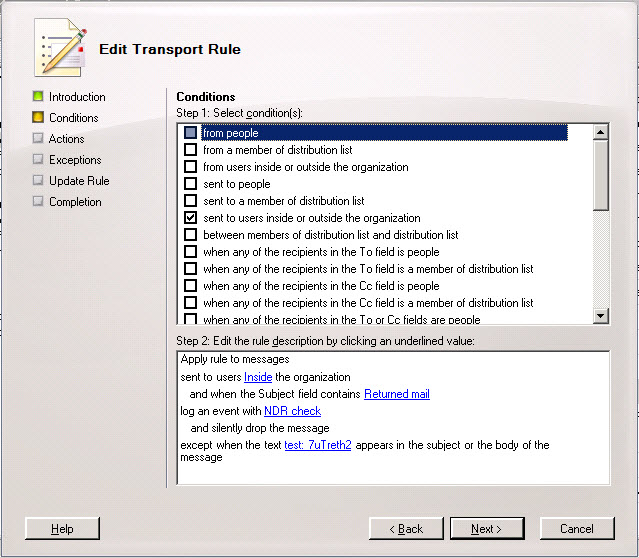 Edit Transport Rule
Introduction
Conditions
Actions
Exceptions
Update Rule
Completion
Conditions
Step 1: Select condition(s):
from people
from a member of distribution list
from users inside or outside the organization
sent to people
sent to a member of distribution list
sent to users inside or outside the organization
between members of distribution list and distribution list
when any of the recipients in the To field is people
when any of the recipients in the To field is a member of distribution list
when any of the recipients in the Cc field is people
when any of the recipients in the Cc field is a member of distribution list
when any of the recipients in the To or Cc fields are people
Step 2: Edit the rule description by clicking an underlined value:
Apply rule to messages
sent to users Inside the organization
and when the Subject field contains Returned mail
log an event with NDR check
and silently drop the message
except when the text test: 7uTreth2 appears in the subject or the body of the
message
Help
< Back
Next >
Cancel